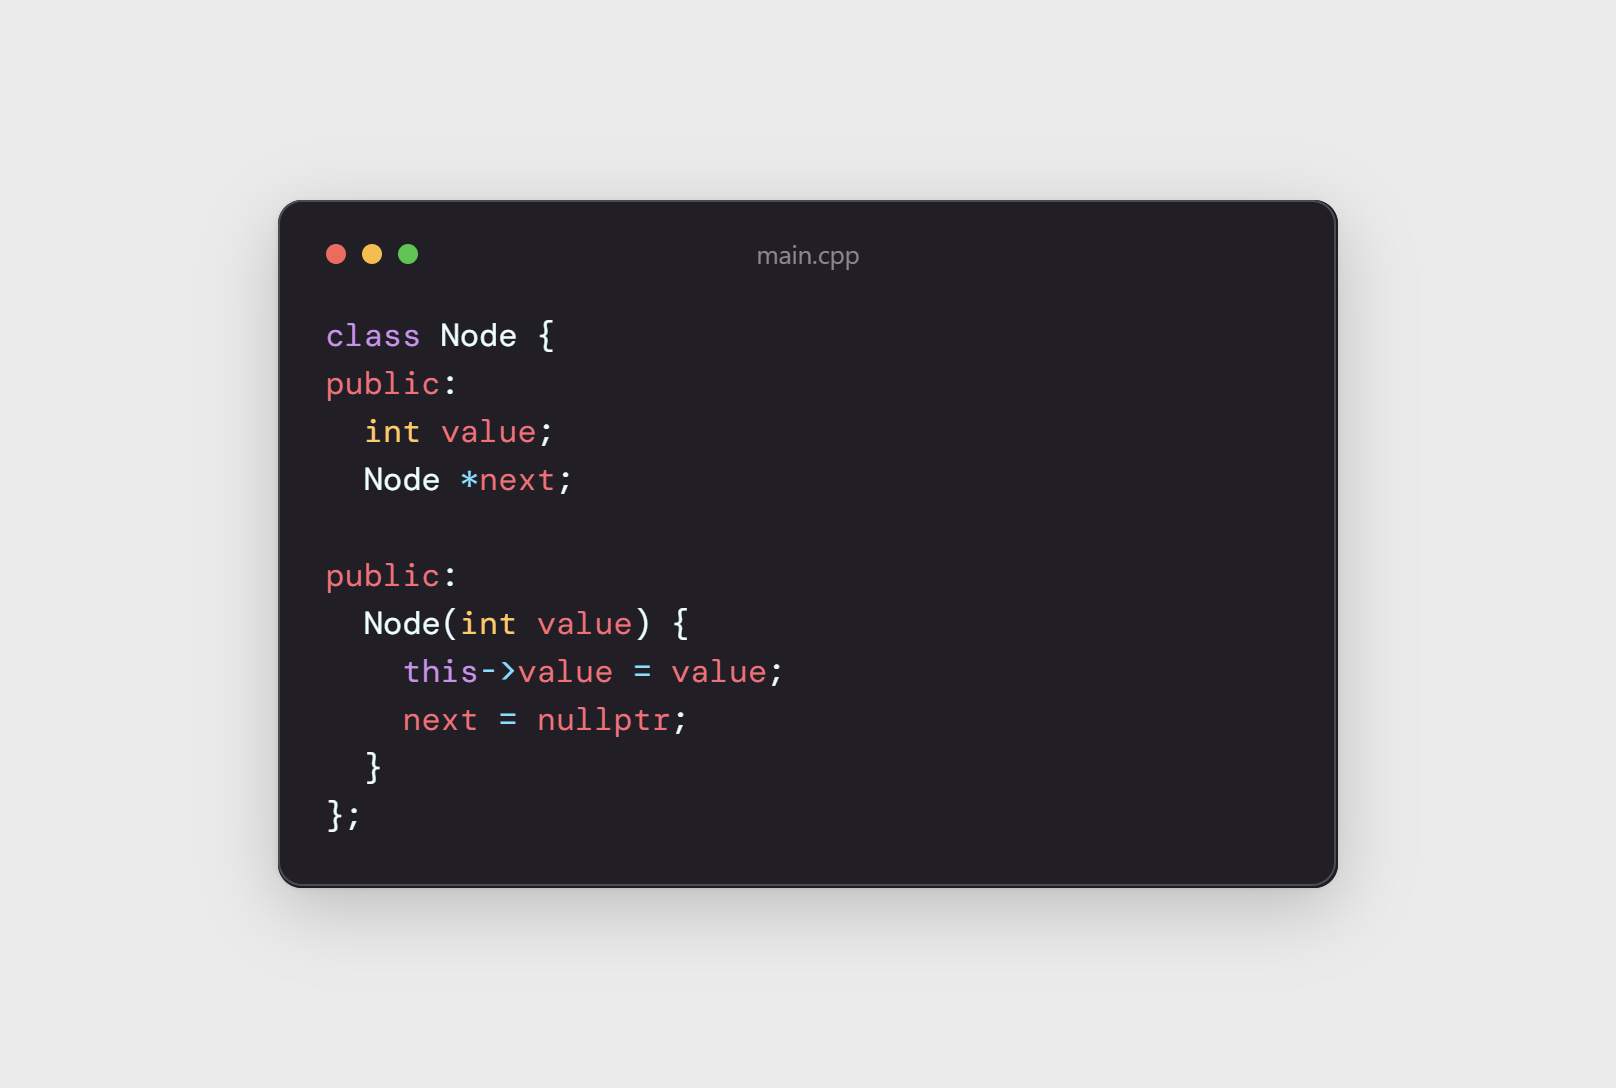 main.cpp
class Node {
public:
  int value;
  Node *next;

public:
  Node(int value) {
    this->value = value;
    next = nullptr;
  }
};